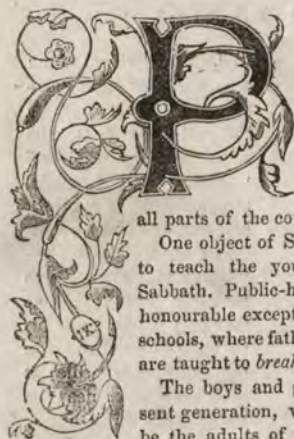 P
all parts of the co
One object of S
to teach the you
Sabbath. Public-h
honourable except
schools, where fath
are taught to break
The boys and g
sent generation, w
be the adults of